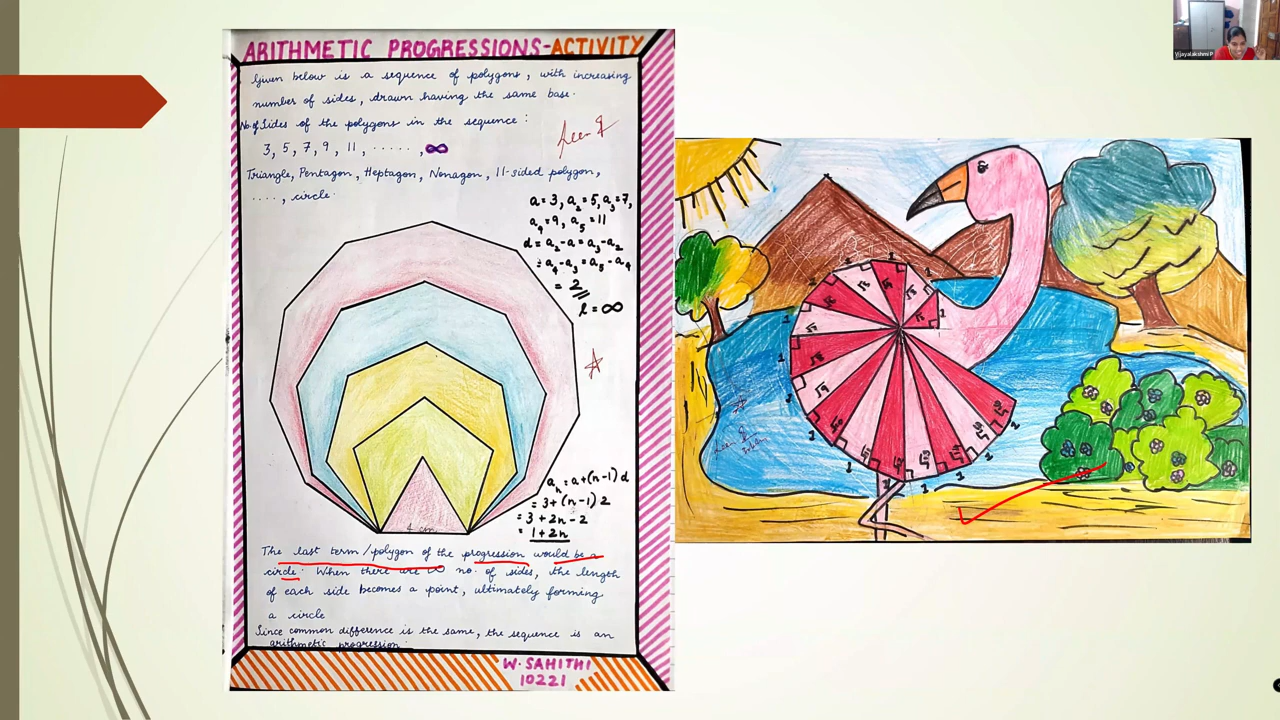 ARITHMETIC PROGRESSIONS-ACTIVITY
Given below is a sequence of polygons, with increasing
number of sides, drawn having the same base.
No. of Sides of the polygons in the sequence:
3, 5, 7, 9, 11, ....., ∞
Triangle, Pentagon, Heptagon, Nonagon, 11-sided polygon,
...., circle.
a = 3, a₂ = 5, a₃ = 7,
a₄ = 9, a₅ = 11
d = a₂ - a = a₃ - a₂
= a₄ - a₃ = a₅ - a₄
= 2
l = ∞
4 cm
aₙ = a + (n-1) d
= 3 + (n-1) 2
= 3 + 2n - 2
= 1 + 2n
The last term/polygon of the progression would be a
circle. When there are ∞ no. of sides, the length
of each side becomes a point, ultimately forming
a circle
Since common difference is the same, the sequence is an
arithmetic progression.
W. SAHITHI
10221
Vijayalakshmi P